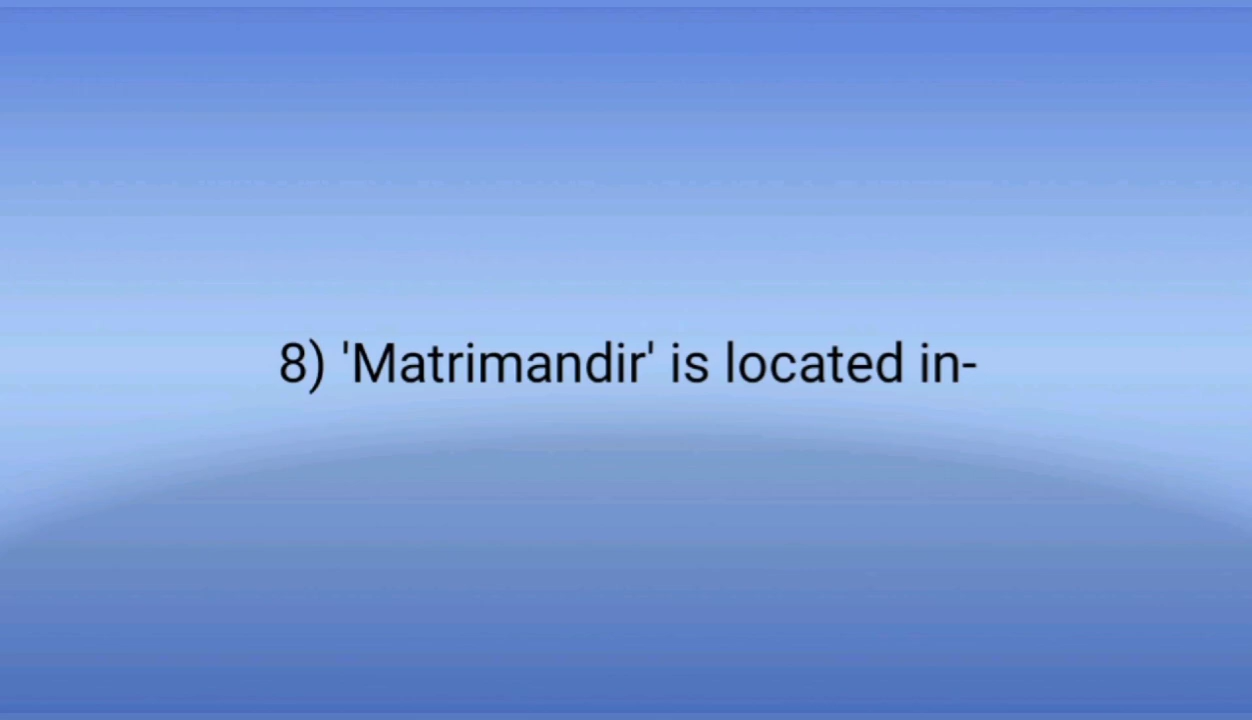 8) 'Matrimandir' is located in-